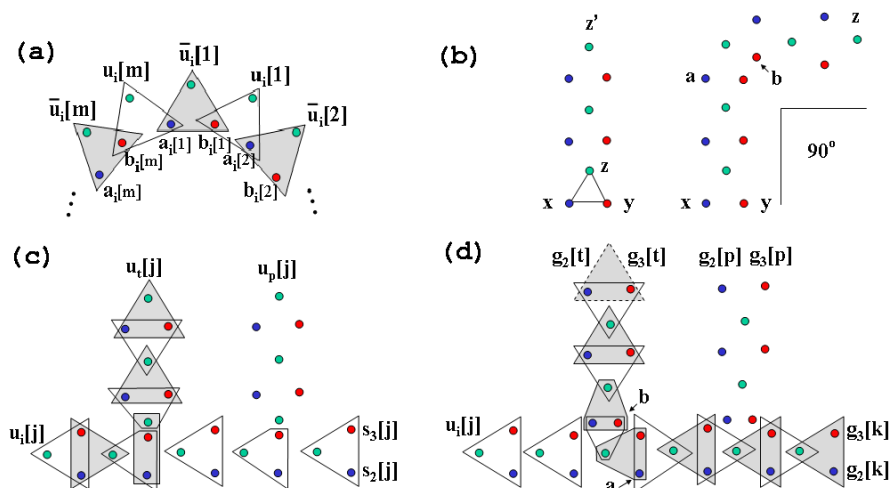 (a)
ū_i[1]
u_i[m]
u_i[1]
ū_i[m]
ū_i[2]
b_i[m]
a_i[1]
b_i[1]
a_i[2]
a_i[m]
b_i[2]
(b)
z'
z
a
b
z
90°
x
y
x
y
(c)
u_t[j]
u_p[j]
u_i[j]
s_3[j]
s_2[j]
(d)
g_2[t]
g_3[t]
g_2[p]
g_3[p]
b
u_i[j]
g_3[k]
g_2[k]
a